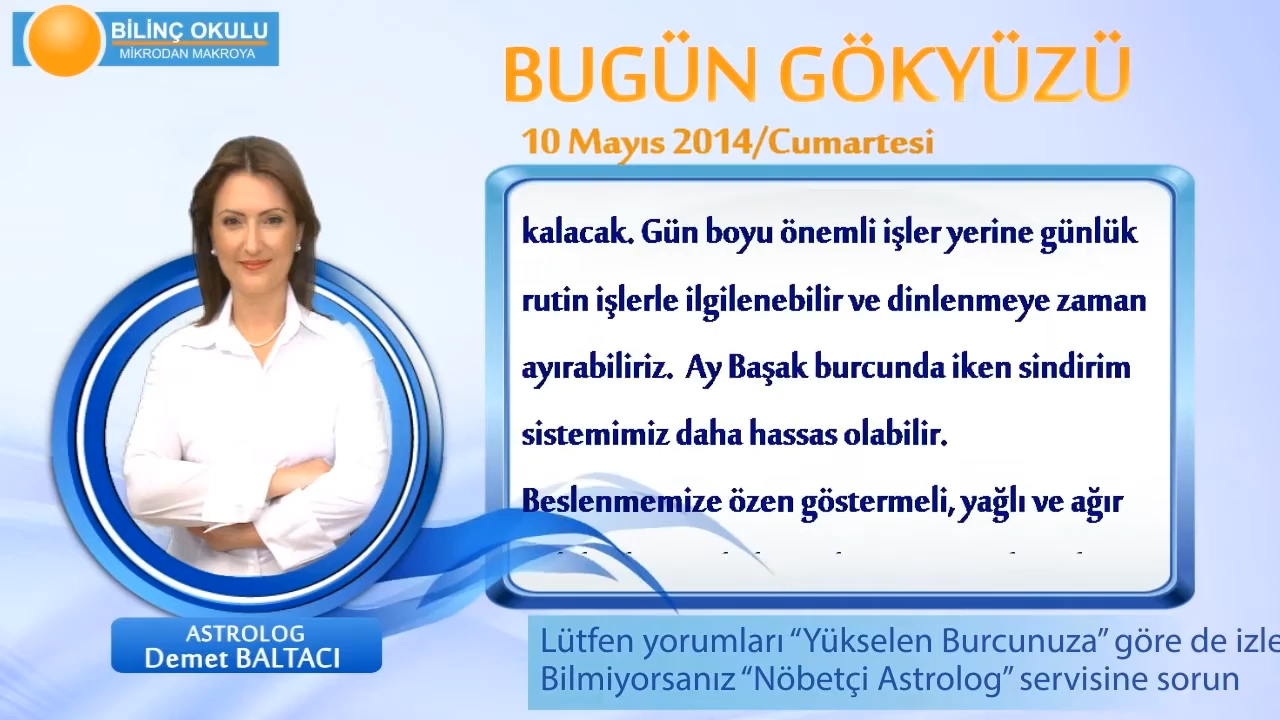 BİLİNÇ OKULU
MİKRODAN MAKROYA
BUGÜN GÖKYÜZÜ
10 Mayıs 2014/Cumartesi
kalacak. Gün boyu önemli işler yerine günlük
rutin işlerle ilgilenebilir ve dinlenmeye zaman
ayırabiliriz. Ay Başak burcunda iken sindirim
sistemimiz daha hassas olabilir.
Beslenmemize özen göstermeli, yağlı ve ağır
ASTROLOG
Demet BALTACI
Lütfen yorumları “Yükselen Burcunuza” göre de izle
Bilmiyorsanız “Nöbetçi Astrolog” servisine sorun